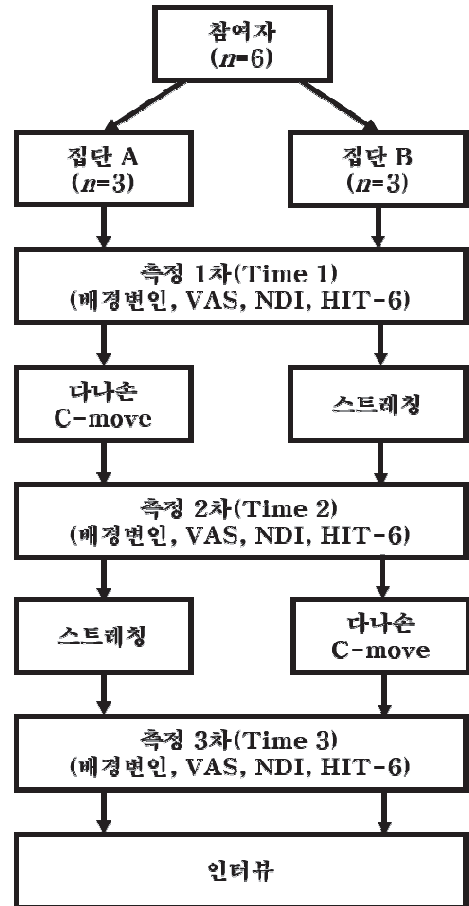 참여자
(n=6)
집단 A
(n=3)
집단 B
(n=3)
측정 1차(Time 1)
(배경변인, VAS, NDI, HIT-6)
다나손
C-move
스트레칭
측정 2차(Time 2)
(배경변인, VAS, NDI, HIT-6)
스트레칭
다나손
C-move
측정 3차(Time 3)
(배경변인, VAS, NDI, HIT-6)
인터뷰